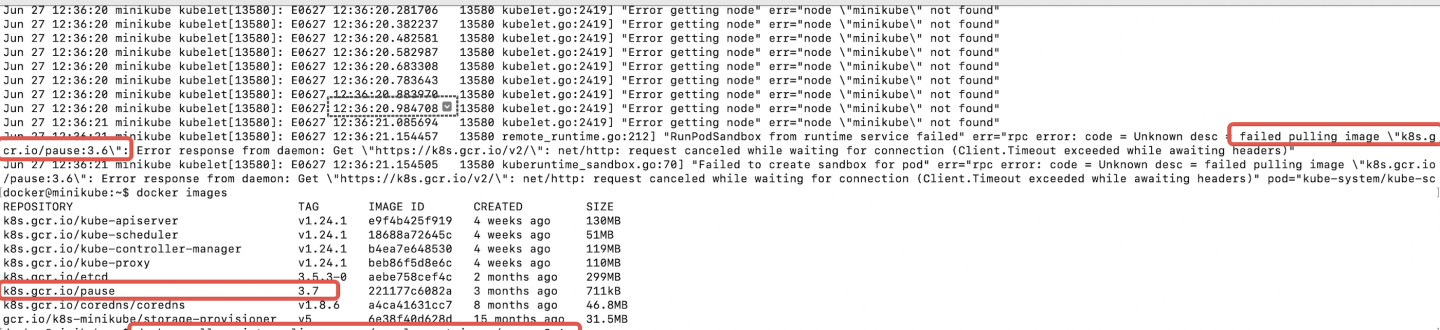 Jun 27 12:36:20 minikube kubelet[13580]: E0627 12:36:20.281706   13580 kubelet.go:2419] "Error getting node" err="node \"minikube\" not found"
Jun 27 12:36:20 minikube kubelet[13580]: E0627 12:36:20.382237   13580 kubelet.go:2419] "Error getting node" err="node \"minikube\" not found"
Jun 27 12:36:20 minikube kubelet[13580]: E0627 12:36:20.482581   13580 kubelet.go:2419] "Error getting node" err="node \"minikube\" not found"
Jun 27 12:36:20 minikube kubelet[13580]: E0627 12:36:20.582987   13580 kubelet.go:2419] "Error getting node" err="node \"minikube\" not found"
Jun 27 12:36:20 minikube kubelet[13580]: E0627 12:36:20.683308   13580 kubelet.go:2419] "Error getting node" err="node \"minikube\" not found"
Jun 27 12:36:20 minikube kubelet[13580]: E0627 12:36:20.783643   13580 kubelet.go:2419] "Error getting node" err="node \"minikube\" not found"
Jun 27 12:36:20 minikube kubelet[13580]: E0627 12:36:20.883970   13580 kubelet.go:2419] "Error getting node" err="node \"minikube\" not found"
Jun 27 12:36:20 minikube kubelet[13580]: E0627 12:36:20.984708   13580 kubelet.go:2419] "Error getting node" err="node \"minikube\" not found"
Jun 27 12:36:21 minikube kubelet[13580]: E0627 12:36:21.085694   13580 kubelet.go:2419] "Error getting node" err="node \"minikube\" not found"
Jun 27 12:36:21 minikube kubelet[13580]: E0627 12:36:21.154457   13580 remote_runtime.go:212] "RunPodSandbox from runtime service failed" err="rpc error: code = Unknown desc = failed pulling image \"k8s.g
cr.io/pause:3.6\": Error response from daemon: Get \"https://k8s.gcr.io/v2/\": net/http: request canceled while waiting for connection (Client.Timeout exceeded while awaiting headers)"
Jun 27 12:36:21 minikube kubelet[13580]: E0627 12:36:21.154505   13580 kuberuntime_sandbox.go:70] "Failed to create sandbox for pod" err="rpc error: code = Unknown desc = failed pulling image \"k8s.gcr.io
/pause:3.6\": Error response from daemon: Get \"https://k8s.gcr.io/v2/\": net/http: request canceled while waiting for connection (Client.Timeout exceeded while awaiting headers)" pod="kube-system/kube-sc
[docker@minikube:~$ docker images
REPOSITORY                                TAG       IMAGE ID       CREATED         SIZE
k8s.gcr.io/kube-apiserver                 v1.24.1   e9f4b425f919   4 weeks ago     130MB
k8s.gcr.io/kube-scheduler                 v1.24.1   18688a72645c   4 weeks ago     51MB
k8s.gcr.io/kube-controller-manager        v1.24.1   b4ea7e648530   4 weeks ago     119MB
k8s.gcr.io/kube-proxy                     v1.24.1   beb86f5d8e6c   4 weeks ago     110MB
k8s.gcr.io/etcd                           3.5.3-0   aebe758cef4c   2 months ago    299MB
k8s.gcr.io/pause                          3.7       221177c6082a   3 months ago    711kB
k8s.gcr.io/coredns/coredns                v1.8.6    a4ca41631cc7   8 months ago    46.8MB
gcr.io/k8s-minikube/storage-provisioner   v5        6e38f40d628d   15 months ago   31.5MB